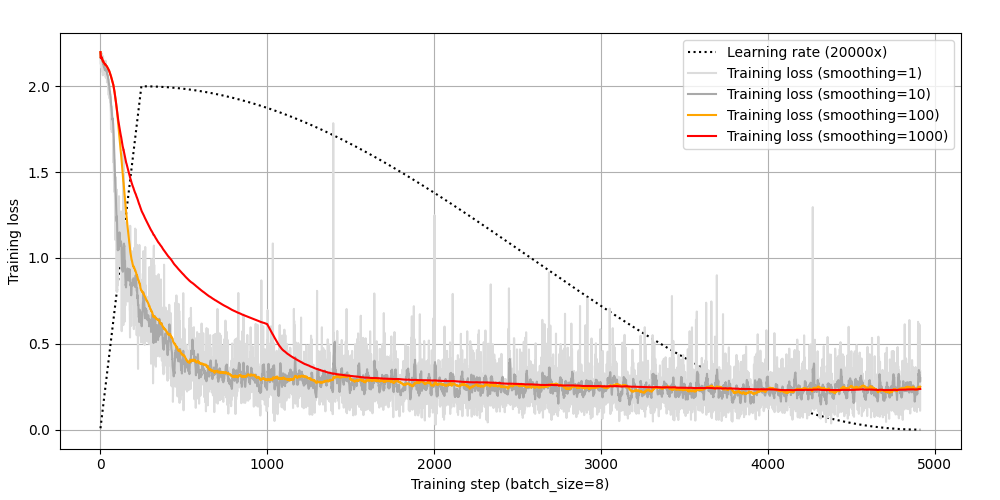 Learning rate (20000x)
Training loss (smoothing=1)
Training loss (smoothing=10)
Training loss (smoothing=100)
Training loss (smoothing=1000)
Training loss
2.0
1.5
1.0
0.5
0.0
0 1000 2000 3000 4000 5000
Training step (batch_size=8)